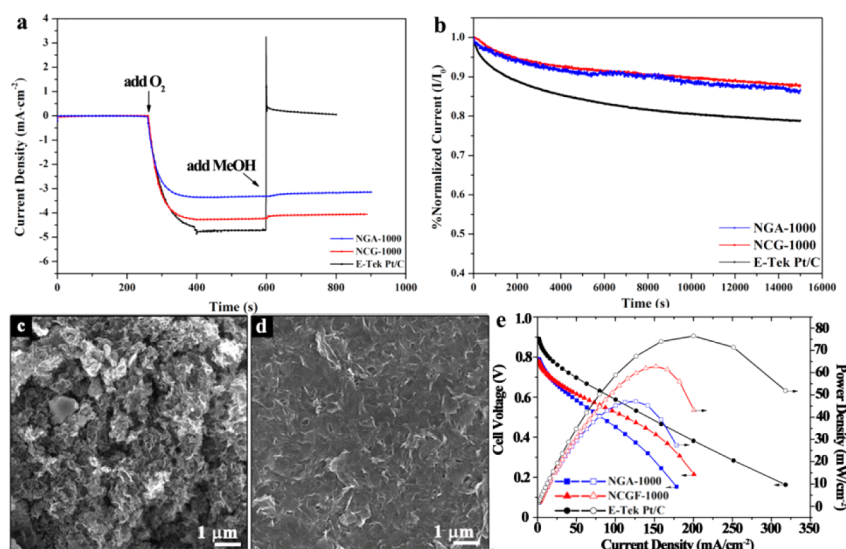 a
Current Density (mA·cm⁻²)
4
3
2
1
0
-1
-2
-3
-4
-5
-6
add O₂
add MeOH
NGA-1000
NCG-1000
E-Tek Pt/C
0 200 400 600 800 1000
Time (s)
b
%Normalized Current (I/I₀)
1.0
0.9
0.8
0.7
0.6
0.5
0.4
NGA-1000
NCG-1000
E-Tek Pt/C
0 2000 4000 6000 8000 10000 12000 14000 16000
Time (s)
c
1 μm
d
1 μm
e
Cell Voltage (V)
1.0
0.8
0.6
0.4
0.2
0.0
NGA-1000
NCGF-1000
E-Tek Pt/C
0 50 100 150 200 250 300 350
Current Density (mA/cm⁻²)
80
70
60
50
40
30
20
10
0
Power Density (mW/cm⁻²)